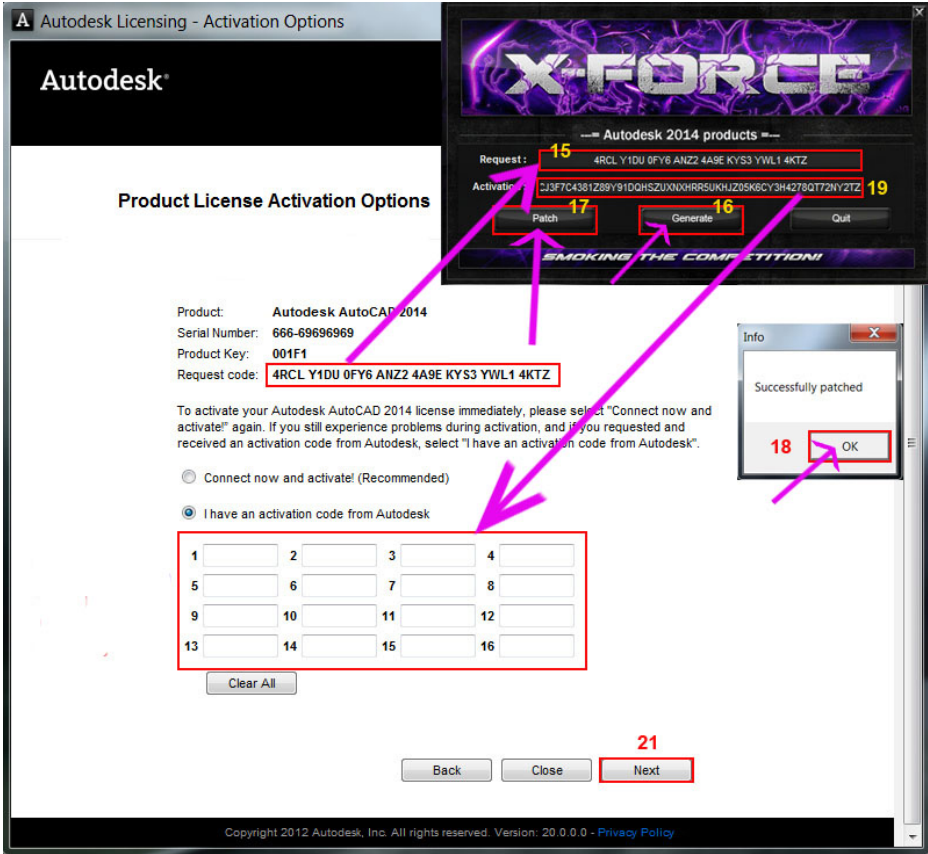 Autodesk Licensing - Activation Options
Autodesk
X-FORCE
---= Autodesk 2014 products =---
Request : 15 4RCL Y1DU 0FY6 ANZ2 4A9E KYS3 YWL1 4KTZ
19
17 16
Patch Generate Quit
SMOKING THE COMPETITION!
Product License Activation Options
Product: Autodesk AutoCAD 2014
Serial Number: 666-69696969
Product Key: 001F1
Request code: 4RCL Y1DU 0FY6 ANZ2 4A9E KYS3 YWL1 4KTZ
Info
Successfully patched
18 OK
To activate your Autodesk AutoCAD 2014 license immediately, please select "Connect now and
activate!" again. If you still experience problems during activation, and if you requested and
received an activation code from Autodesk, select "I have an activation code from Autodesk".
Connect now and activate! (Recommended)
I have an activation code from Autodesk
1 2 3 4
5 6 7 8
9 10 11 12
13 14 15 16
Clear All
21
Back Close Next
Copyright 2012 Autodesk, Inc. All rights reserved. Version: 20.0.0.0 - Privacy Policy